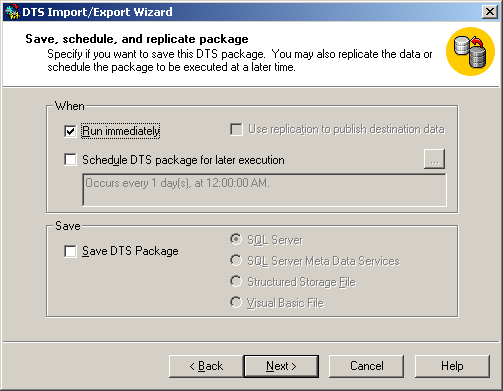 DTS Import/Export Wizard
Save, schedule, and replicate package
Specify if you want to save this DTS package. You may also replicate the data or
schedule the package to be executed at a later time.
When
Run immediately
Use replication to publish destination data
Schedule DTS package for later execution
...
Occurs every 1 day(s), at 12:00:00 AM.
Save
Save DTS Package
SQL Server
SQL Server Meta Data Services
Structured Storage File
Visual Basic File
< Back
Next >
Cancel
Help